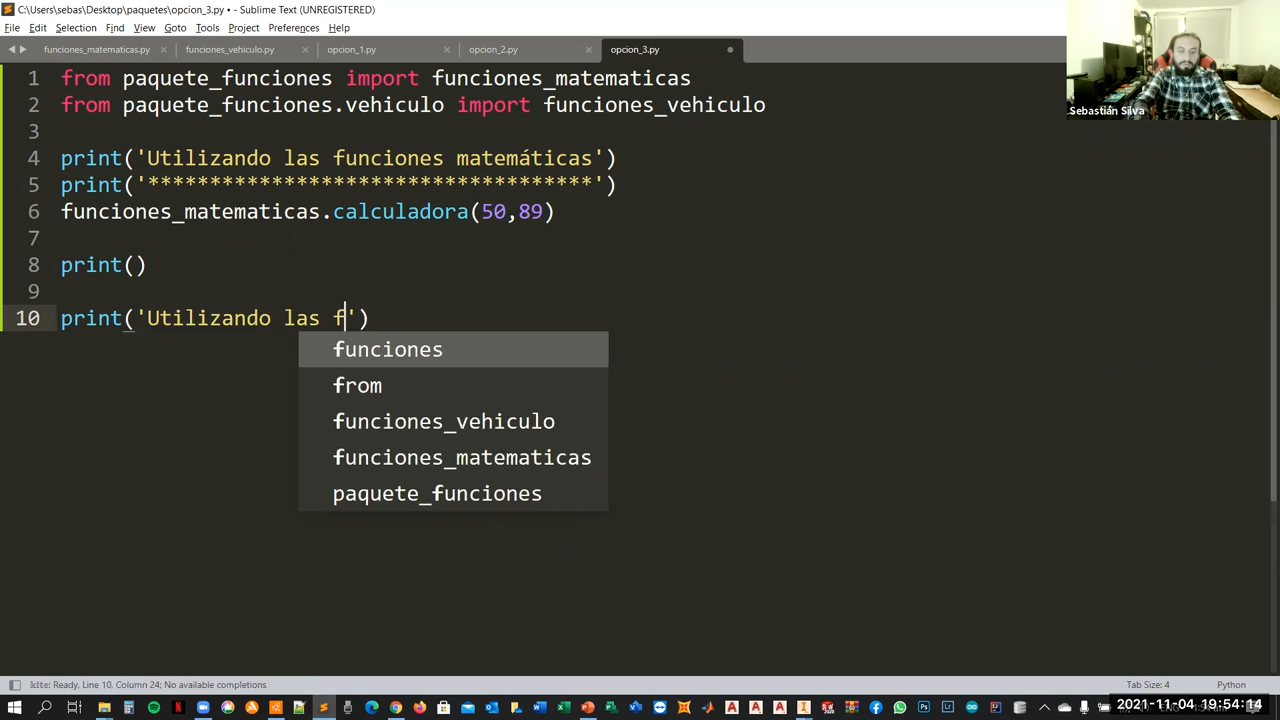 C:\Users\sebas\Desktop\paquetes\opcion_3.py • - Sublime Text (UNREGISTERED)
File Edit Selection Find View Goto Tools Project Preferences Help
funciones_matematicas.py funciones_vehiculo.py opcion_1.py opcion_2.py opcion_3.py
1 from paquete_funciones import funciones_matematicas
2 from paquete_funciones.vehiculo import funciones_vehiculo
Sebastián Silva
3
4 print('Utilizando las funciones matemáticas')
5 print('************************************')
6 funciones_matematicas.calculadora(50,89)
7
8 print()
9
10 print('Utilizando las f')
funciones
from
funciones_vehiculo
funciones_matematicas
paquete_funciones
Line 10, Column 24; No available completions
Tab Size: 4 Python
2021-11-04 19:54:14